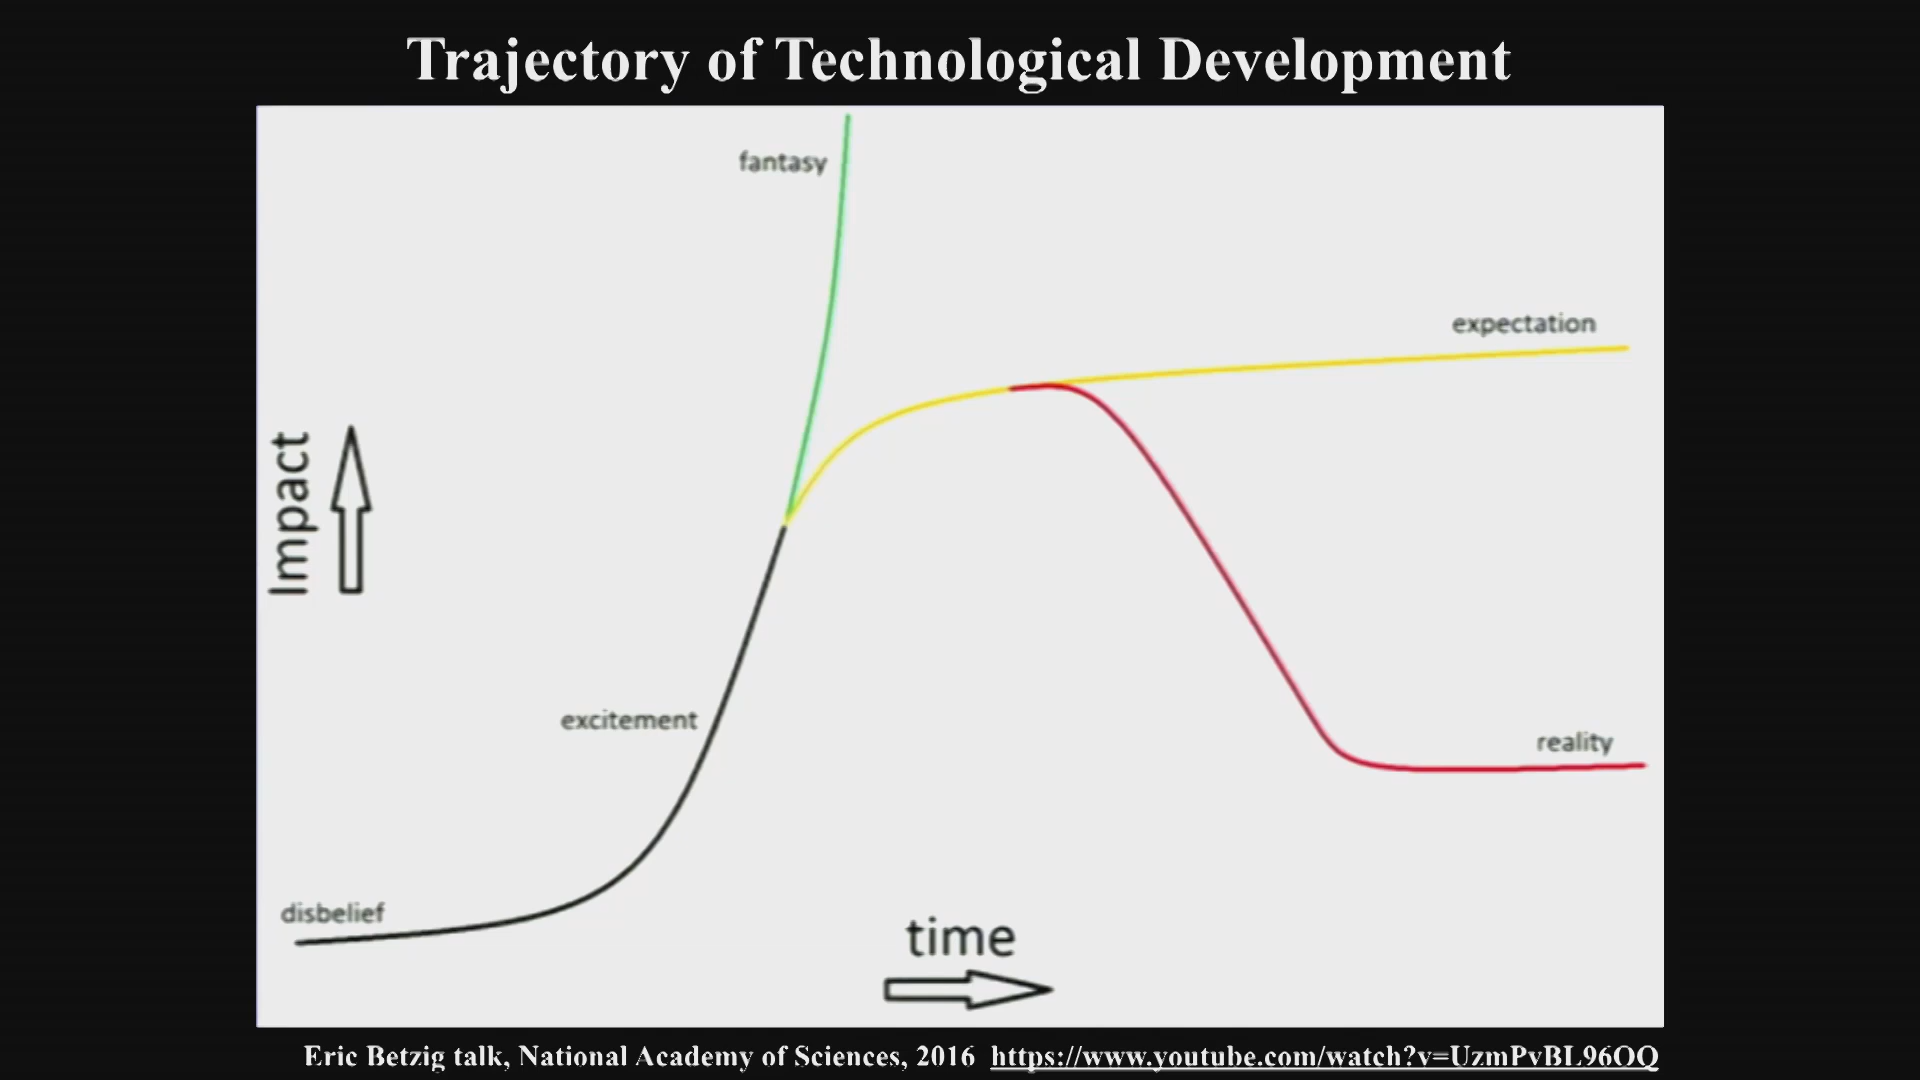 Trajectory of Technological Development
fantasy
expectation
Impact
excitement
reality
disbelief
time
Eric Betzig talk, National Academy of Sciences, 2016 https://www.youtube.com/watch?v=UzmPvBL96OQ